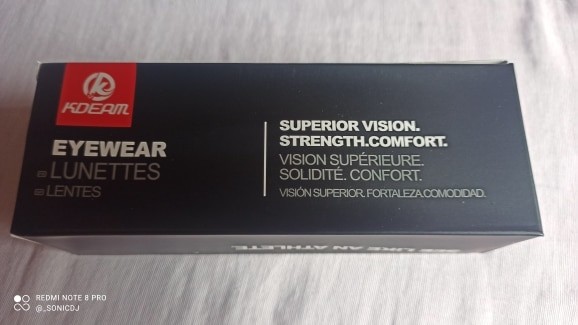 KDEAM
EYEWEAR
LUNETTES
LENTES
SUPERIOR VISION.
STRENGTH.COMFORT.
VISION SUPÉRIEURE.
SOLIDITÉ. CONFORT.
VISIÓN SUPERIOR. FORTALEZA.COMODIDAD.
LIKE AN ATHLETE.
REDMI NOTE 8 PRO
@_SONICDJ